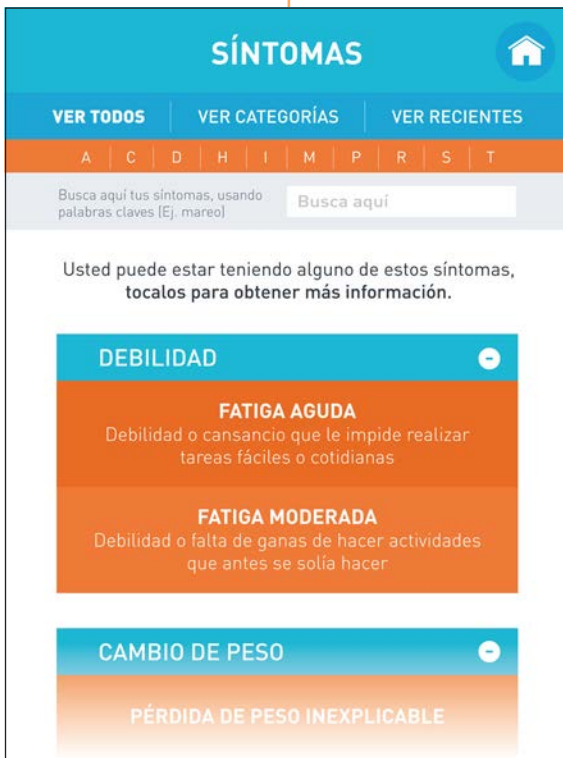 SÍNTOMAS
VER TODOS VER CATEGORÍAS VER RECIENTES
A C D H I M P R S T
Busca aquí tus síntomas, usando
palabras claves (Ej. mareo)
Busca aquí
Usted puede estar teniendo alguno de estos síntomas,
tocalos para obtener más información.
DEBILIDAD
FATIGA AGUDA
Debilidad o cansancio que le impide realizar
tareas fáciles o cotidianas
FATIGA MODERADA
Debilidad o falta de ganas de hacer actividades
que antes se solía hacer
CAMBIO DE PESO
PÉRDIDA DE PESO INEXPLICABLE